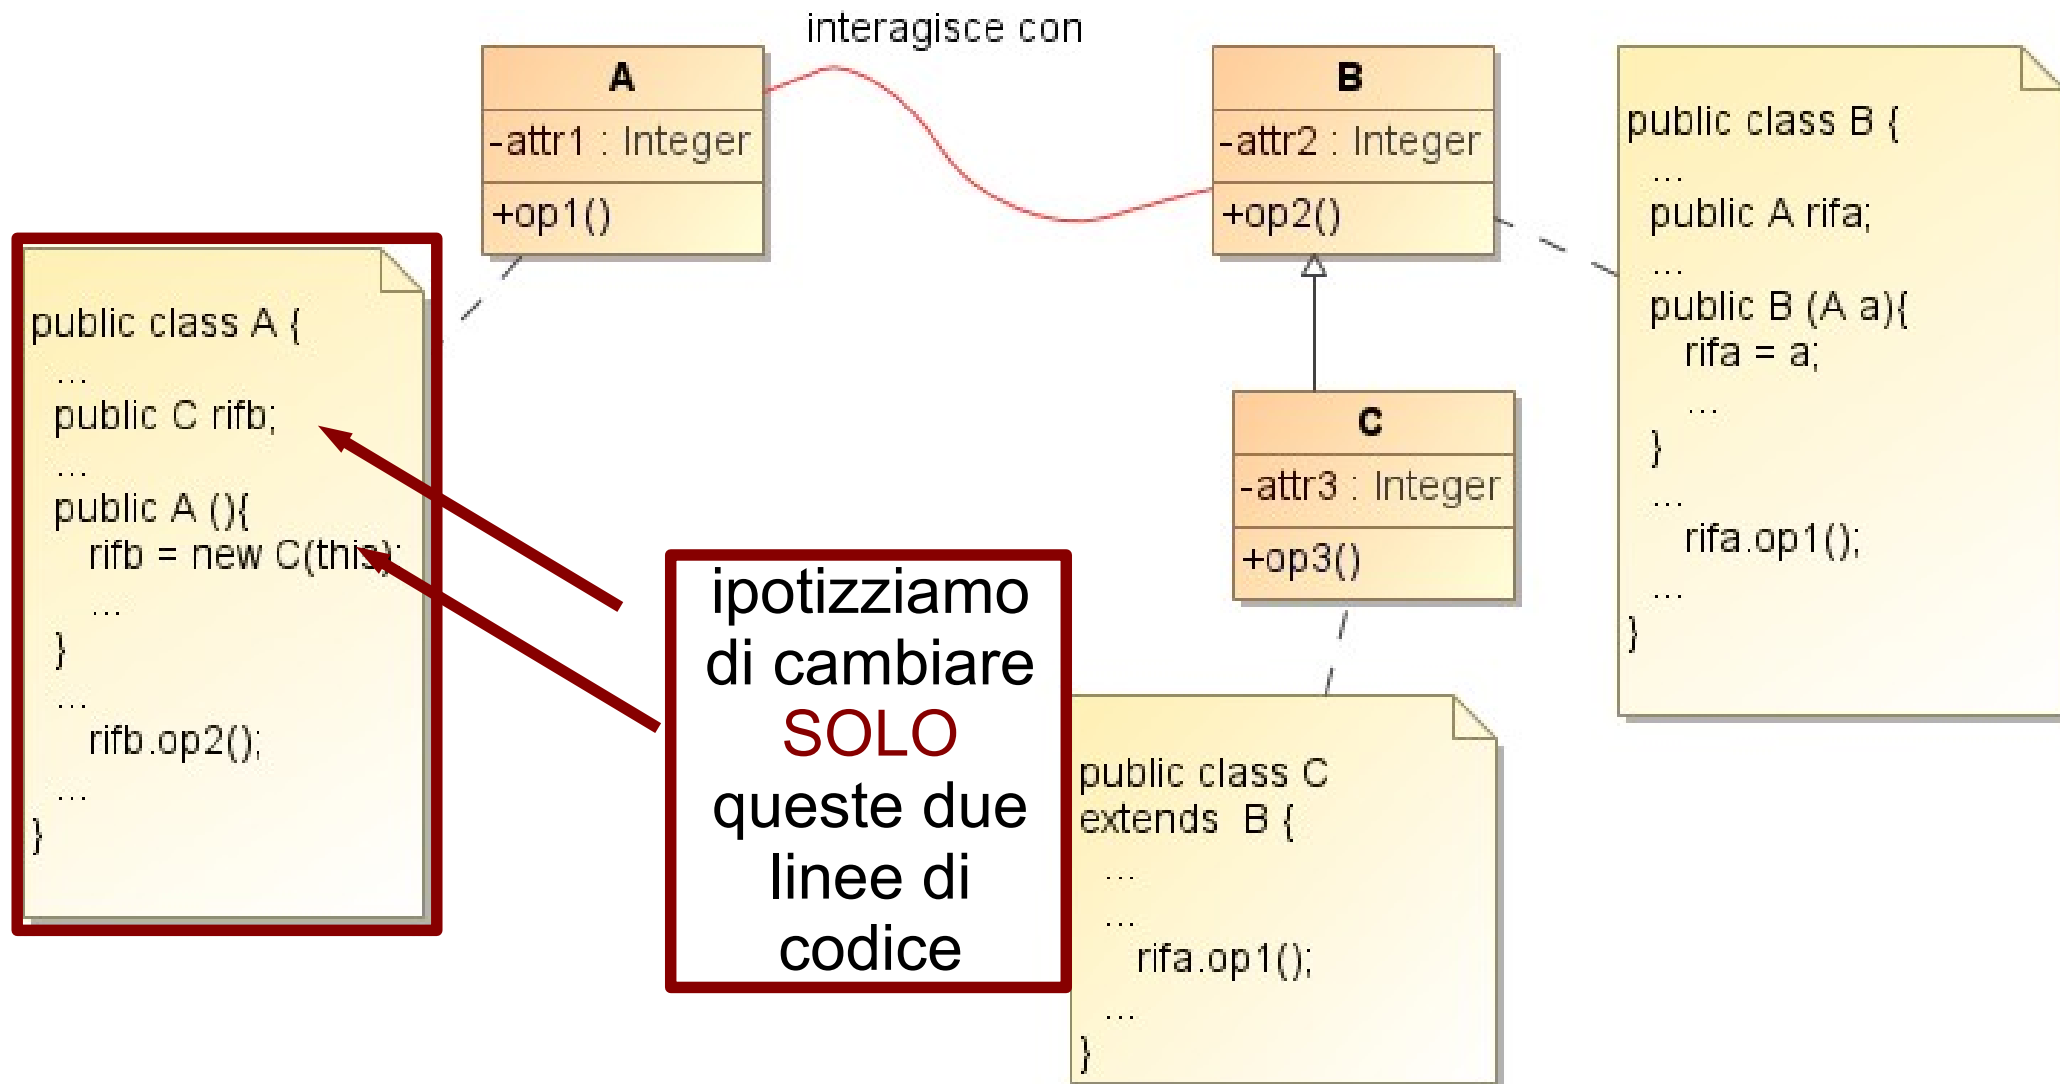 interagisce con
A
-attr1 : Integer
+op1()
B
-attr2 : Integer
+op2()
public class B {
...
public A rifa;
...
public B (A a){
rifa = a;
...
}
...
rifa.op1();
...
}
public class A {
...
public C rifb;
...
public A (){
rifb = new C(this);
...
}
...
rifb.op2();
...
}
C
-attr3 : Integer
+op3()
ipotizziamo
di cambiare
SOLO
queste due
linee di
codice
public class C
extends B {
...
...
rifa.op1();
...
}